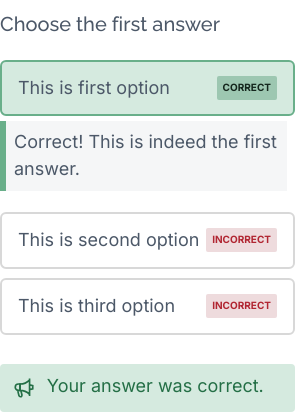 Choose the first answer
This is first option CORRECT
Correct! This is indeed the first
answer.
This is second option INCORRECT
This is third option INCORRECT
Your answer was correct.